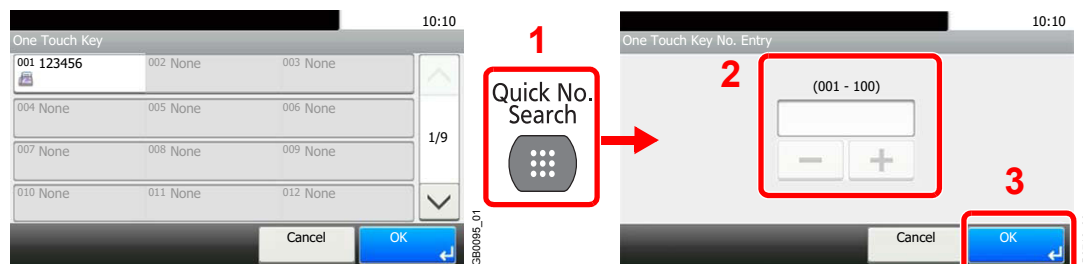 10:10
One Touch Key
001 123456
002 None
003 None
004 None
005 None
006 None
1/9
007 None
008 None
009 None
010 None
011 None
012 None
Cancel
OK
GB0095_01
1
Quick No.
Search
10:10
One Touch Key No. Entry
2
(001 - 100)
3
Cancel
OK